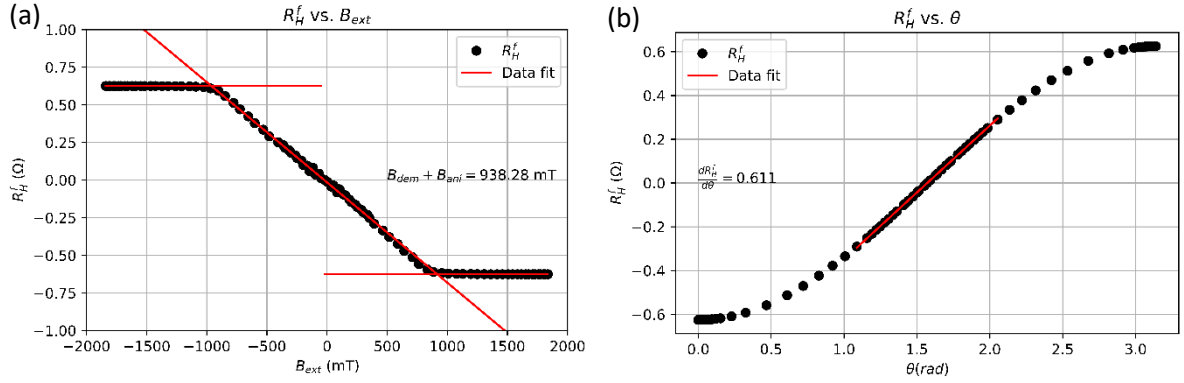 (a)
R_H^f vs. B_ext
1.00
0.75
0.50
0.25
0.00
−0.25
−0.50
−0.75
−1.00
R_H^f (Ω)
R_H^f
Data fit
B_dem + B_ani = 938.28 mT
−2000 −1500 −1000 −500 0 500 1000 1500 2000
B_ext (mT)
(b)
R_H^f vs. θ
0.6
0.4
0.2
0.0
−0.2
−0.4
−0.6
R_H^f (Ω)
R_H^f
Data fit
dR_H^f/dθ = 0.611
0.0 0.5 1.0 1.5 2.0 2.5 3.0
θ(rad)